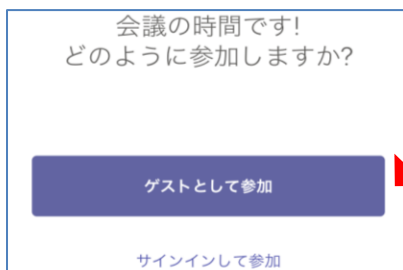 会議の時間です!
どのように参加しますか?
ゲストとして参加
サインインして参加